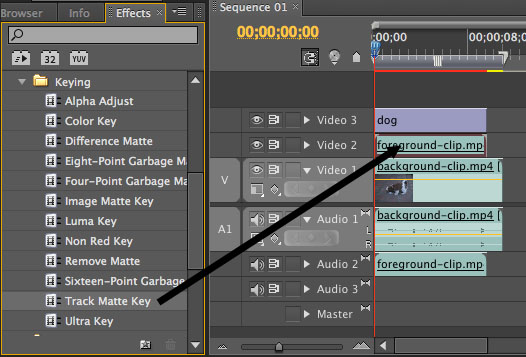 Info
Effects ×
32
YUV
Keying
Alpha Adjust
Color Key
Difference Matte
Eight-Point Garbage Ma
Four-Point Garbage Mat
Image Matte Key
Luma Key
Non Red Key
Remove Matte
Sixteen-Point Garbage
Track Matte Key
Ultra Key
Sequence 01 ×
00;00;00;00
;00;00
00;00;08;0
Video 3
dog
Video 2
foreground-clip.mp
V
Video 1
background-clip.mp4 [
A1
Audio 1
background-clip.mp4 [
L
R
Audio 2
foreground-clip.mp
Audio 3
Master